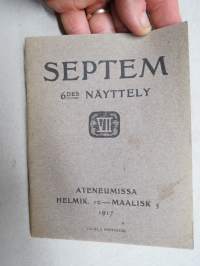 SEPTEM
6DES NÄYTTELY
VII
ATENEUMISSA
HELMIK. 10—MAALISK 5
1917